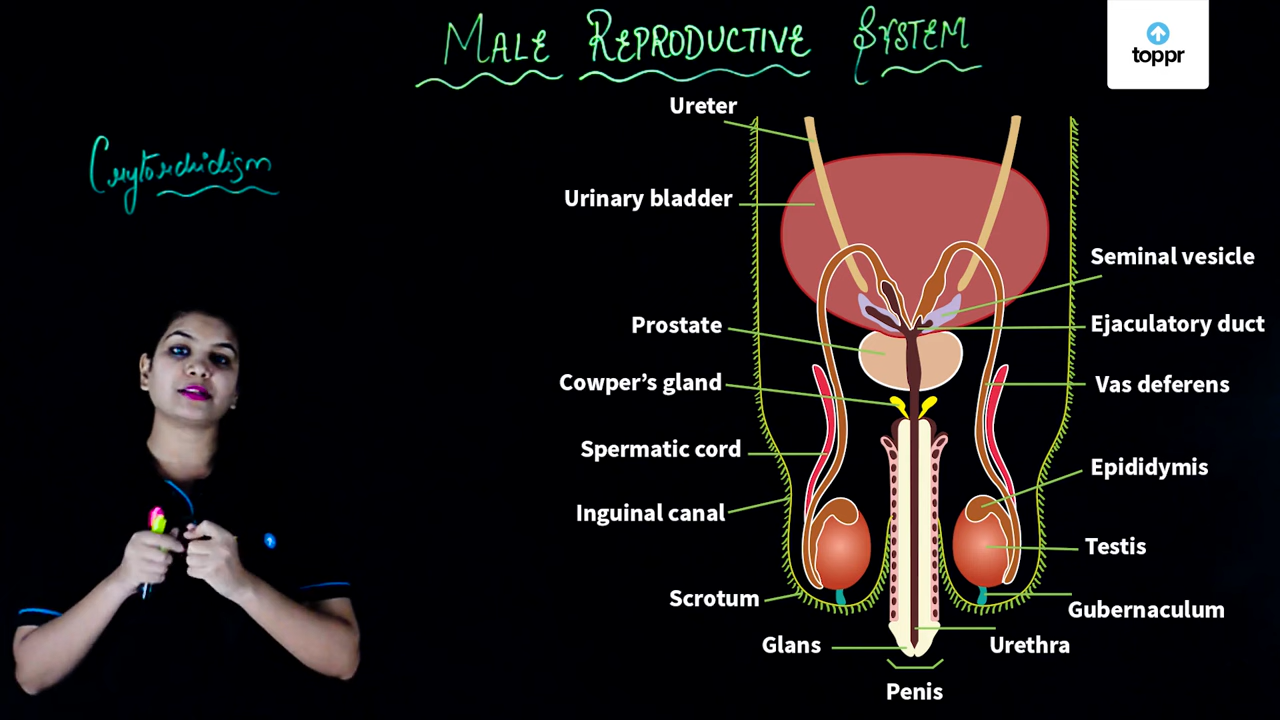 MALE REPRODUCTIVE SYSTEM
toppr
Ureter
Crytorchidism
Urinary bladder
Seminal vesicle
Prostate
Ejaculatory duct
Cowper's gland
Vas deferens
Spermatic cord
Epididymis
Inguinal canal
Testis
Scrotum
Gubernaculum
Glans
Urethra
Penis